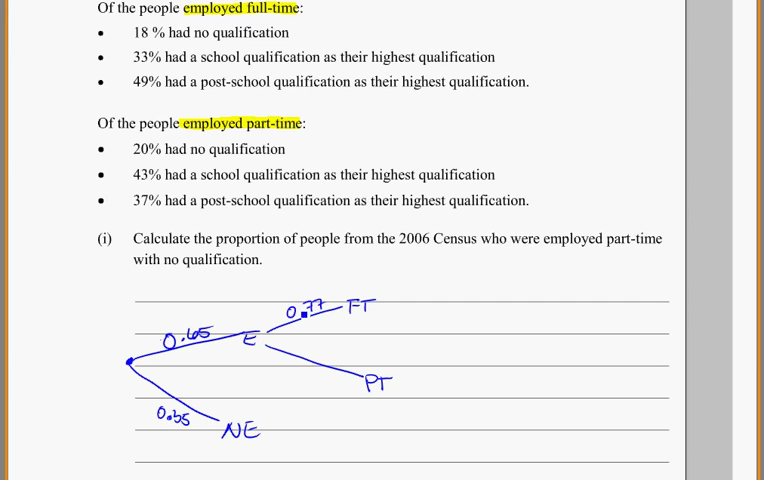 Of the people employed full-time:
• 18 % had no qualification
• 33% had a school qualification as their highest qualification
• 49% had a post-school qualification as their highest qualification.
Of the people employed part-time:
• 20% had no qualification
• 43% had a school qualification as their highest qualification
• 37% had a post-school qualification as their highest qualification.
(i) Calculate the proportion of people from the 2006 Census who were employed part-time
with no qualification.
0.77 FT
0.65 E
PT
0.35 NE